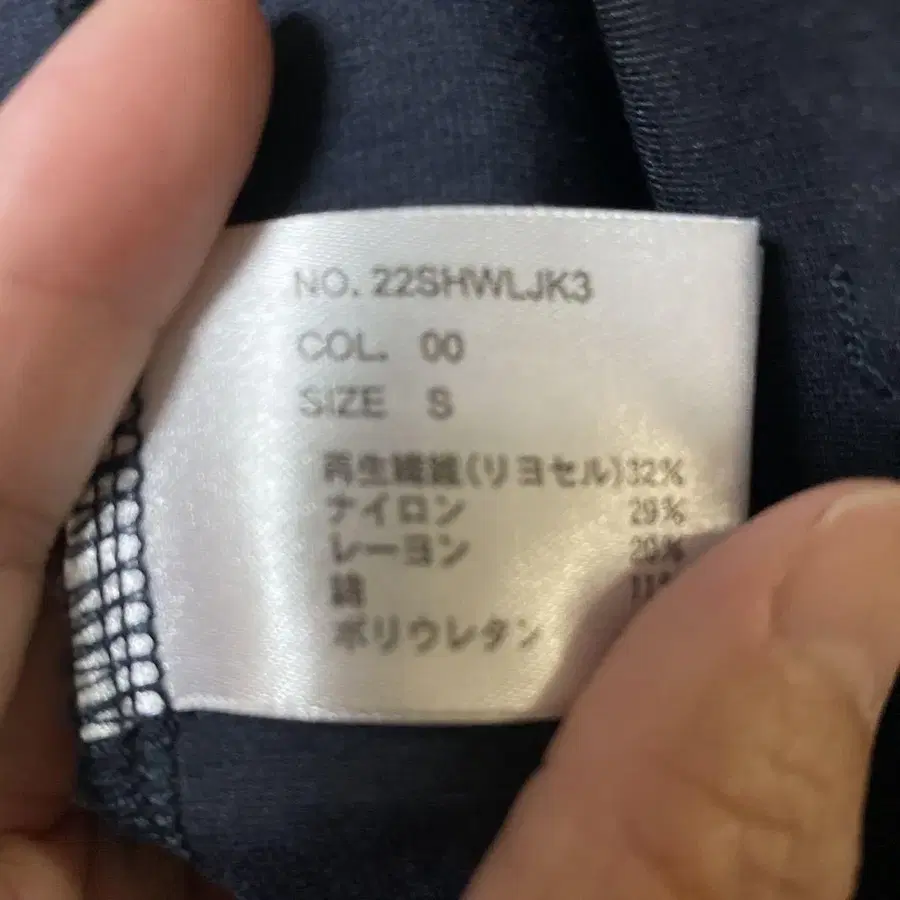 NO. 22SHWLJK3
COL. 00
SIZE S
再生繊維(リヨセル)32%
ナイロン 29%
レーヨン 20%
綿
ポリウレタン